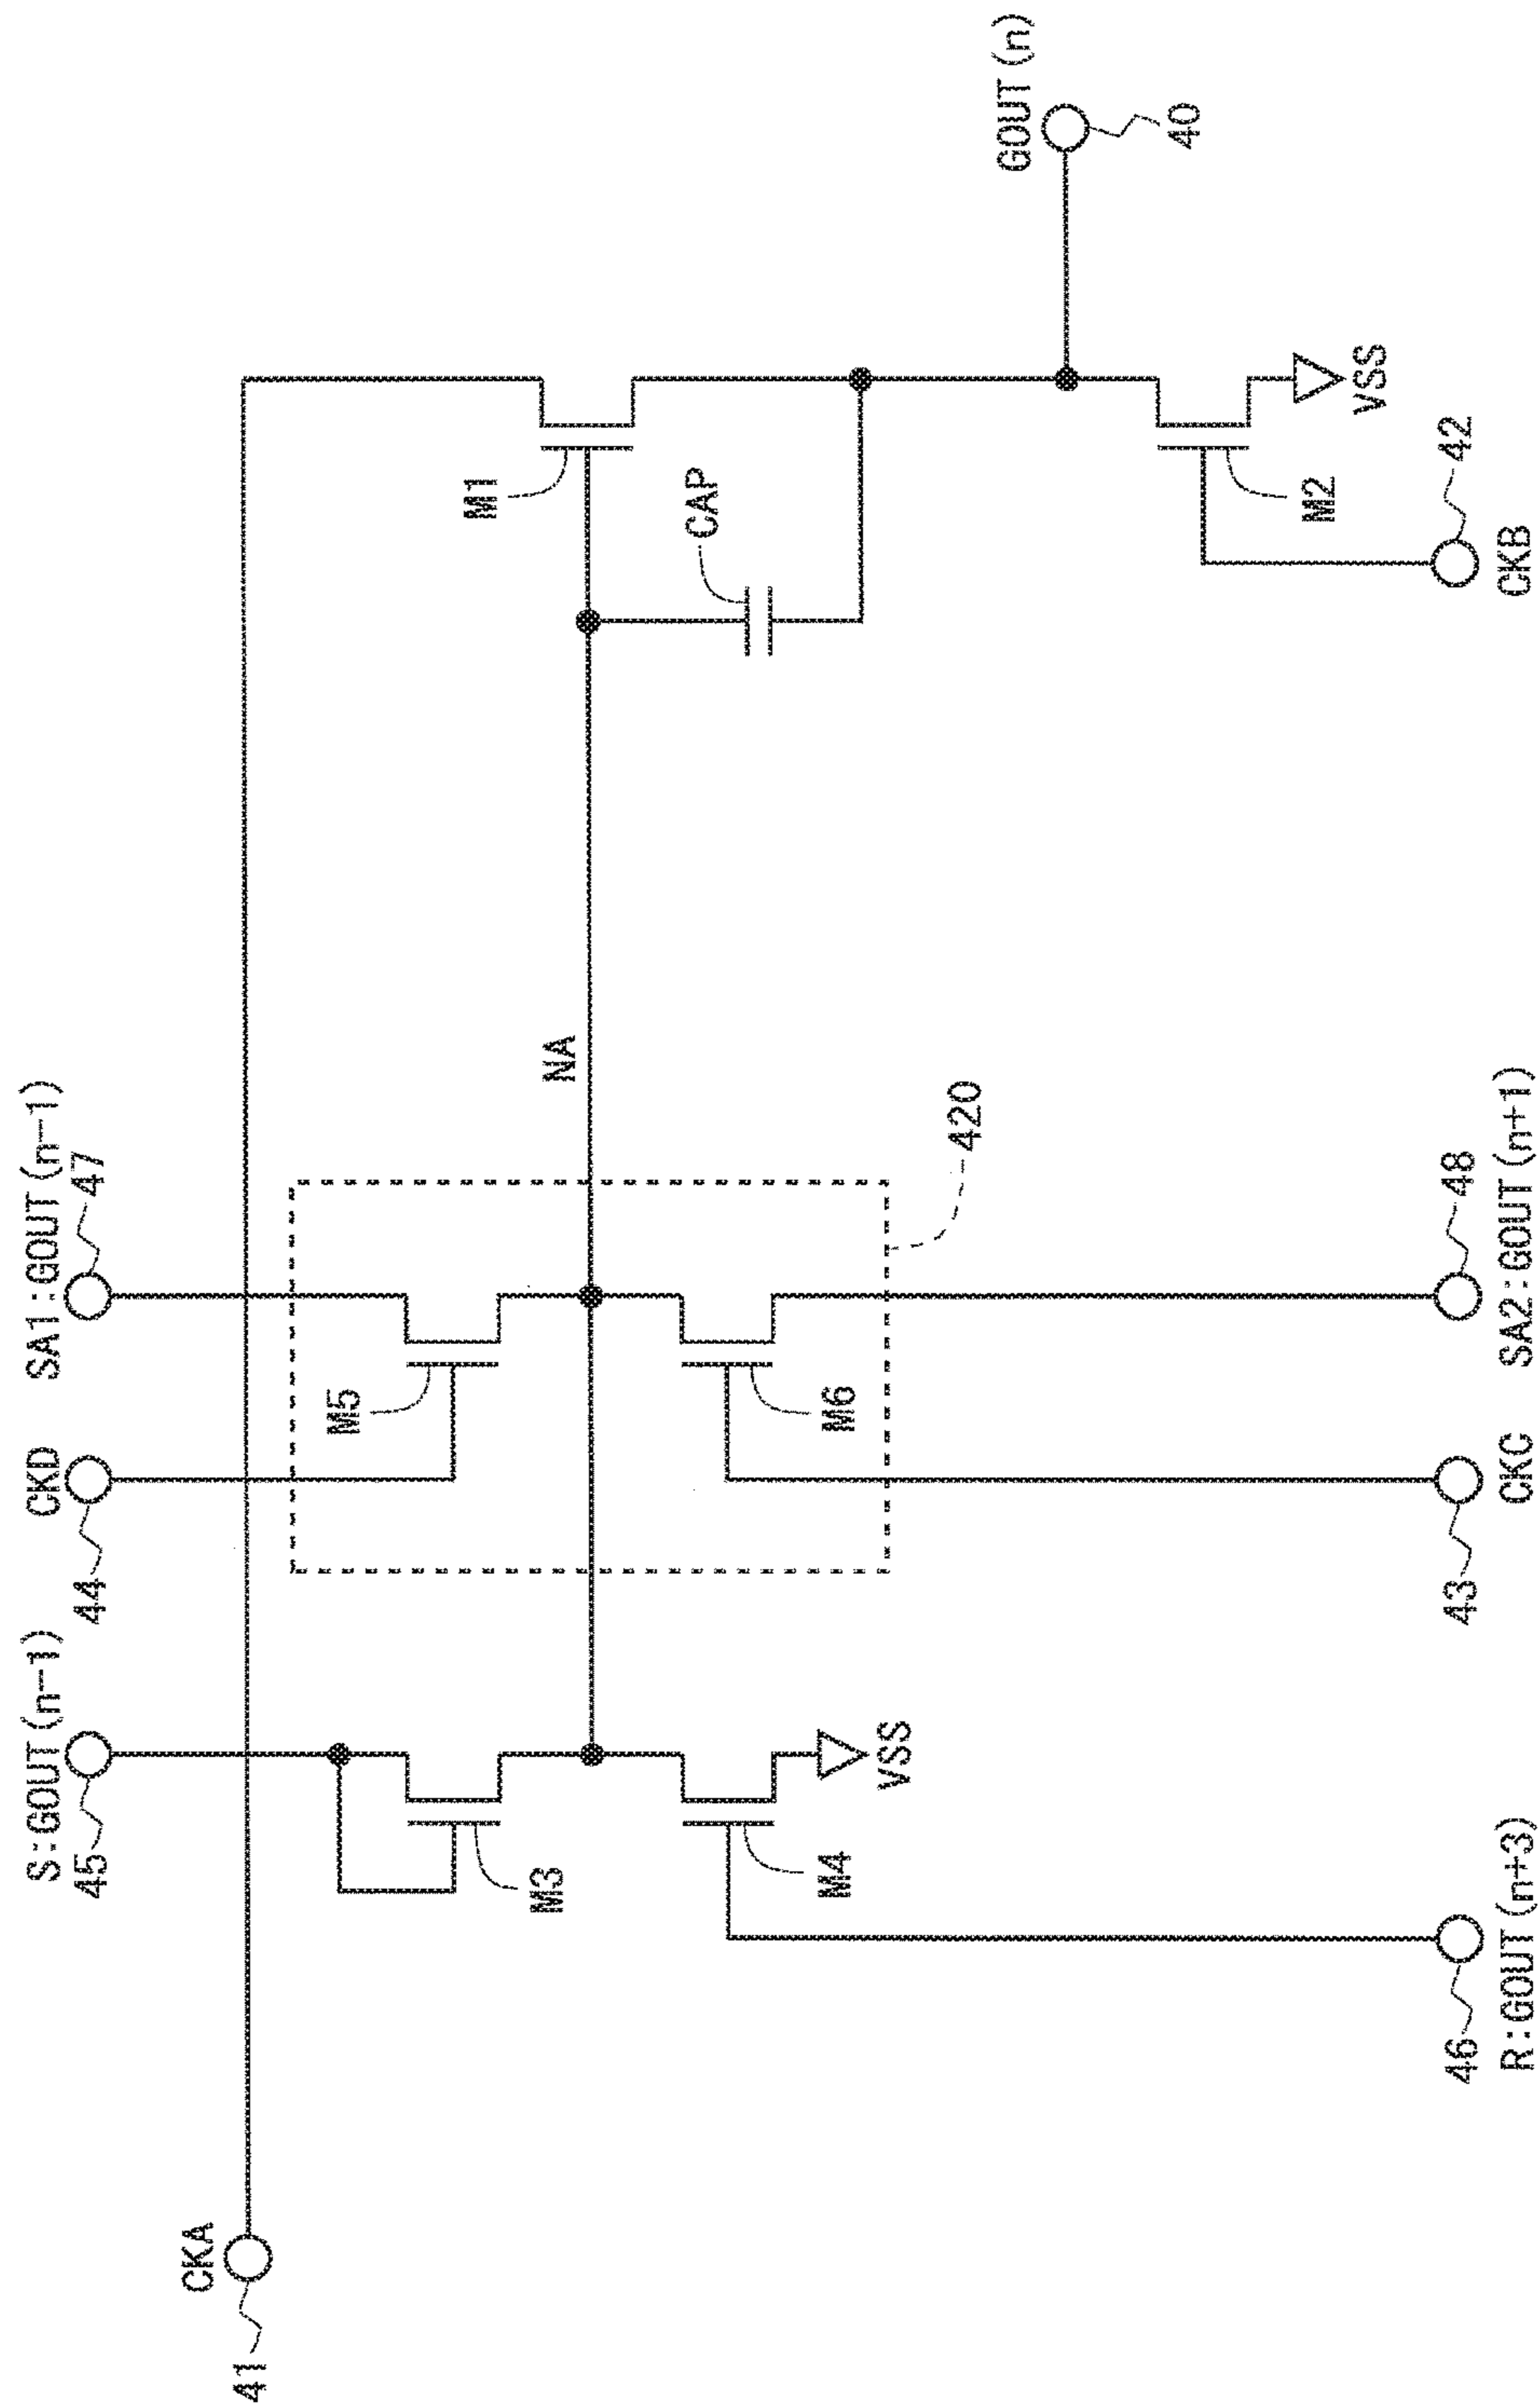 S:GOUT(n-1)
45
CKD
44
SA1:GOUT(n-1)
47
CKA
41
M3
M5
M1
NA
CAP
GOUT(n)
40
M4
VSS
M6
420
M2
VSS
46
R:GOUT(n+3)
43
CKC
48
SA2:GOUT(n+1)
42
CKB